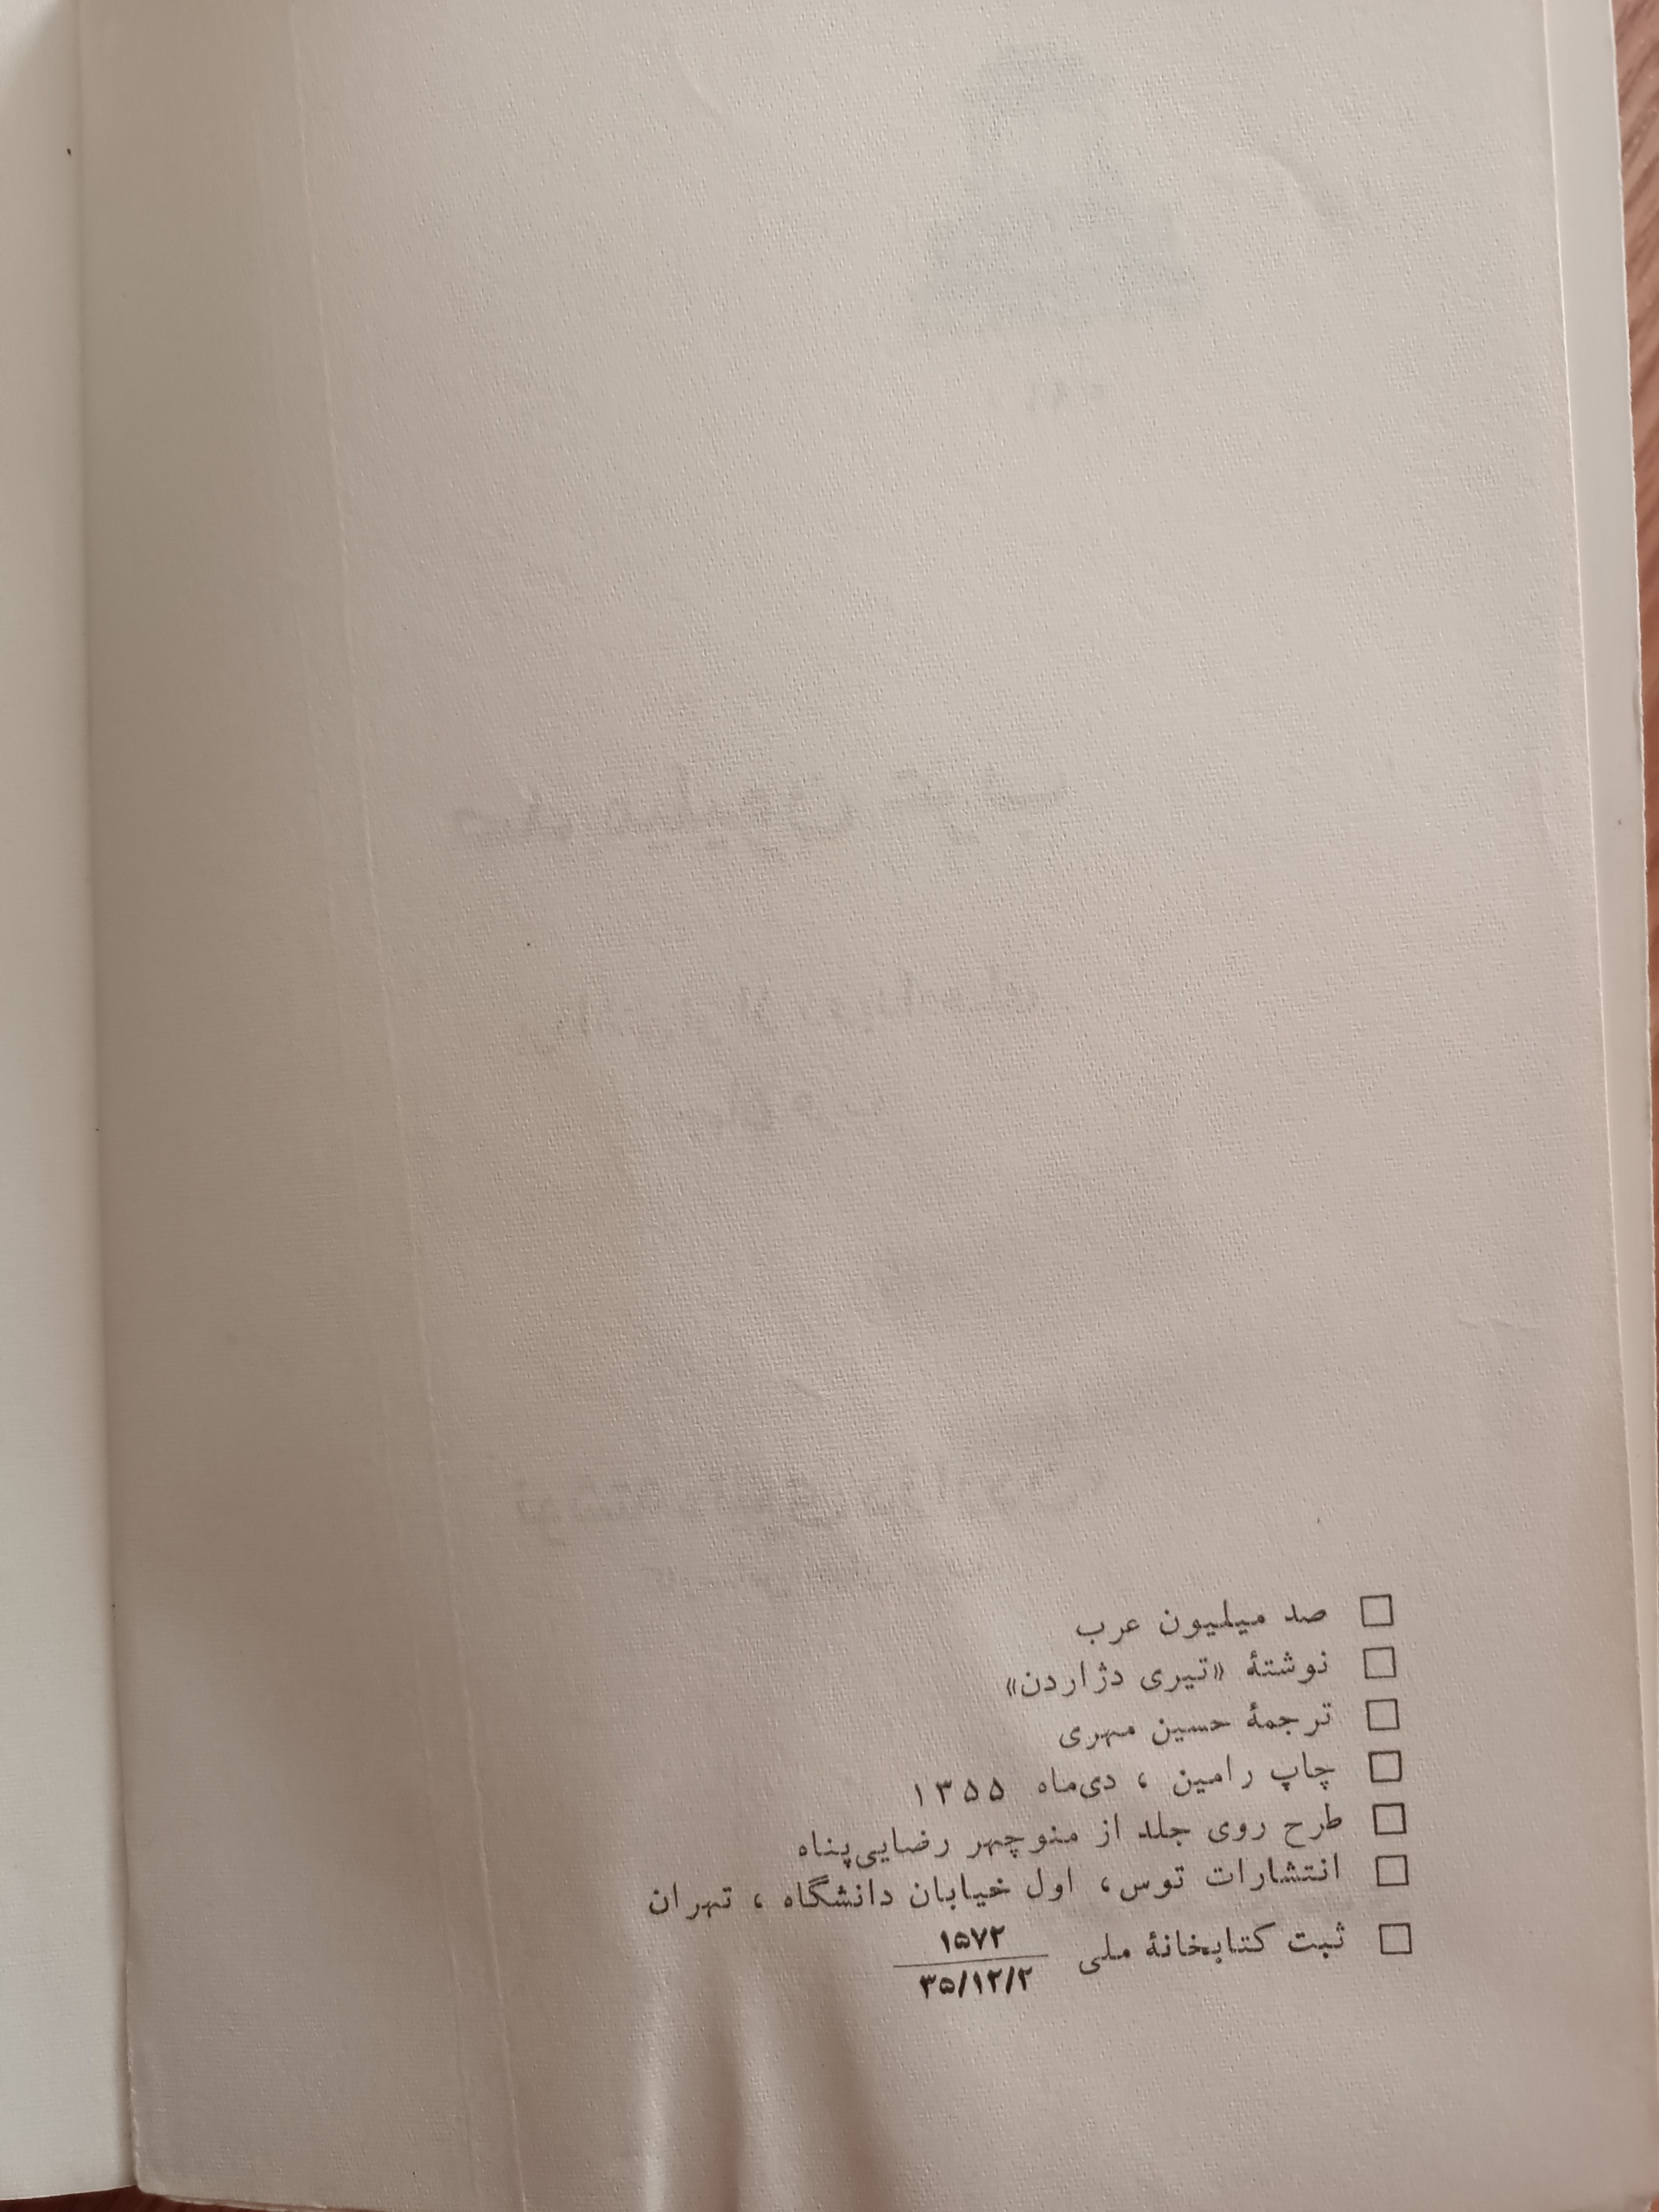 صد میلیون عرب
نوشتهٔ «تیری دژاردن»
ترجمهٔ حسین مهری
چاپ رامین ، دی‌ماه ۱۳۵۵
طرح روی جلد از منوچهر رضایی‌پناه
انتشارات توس، اول خیابان دانشگاه ، تهران
ثبت کتابخانهٔ ملی ۱۵۷۲
۳۵/۱۲/۲